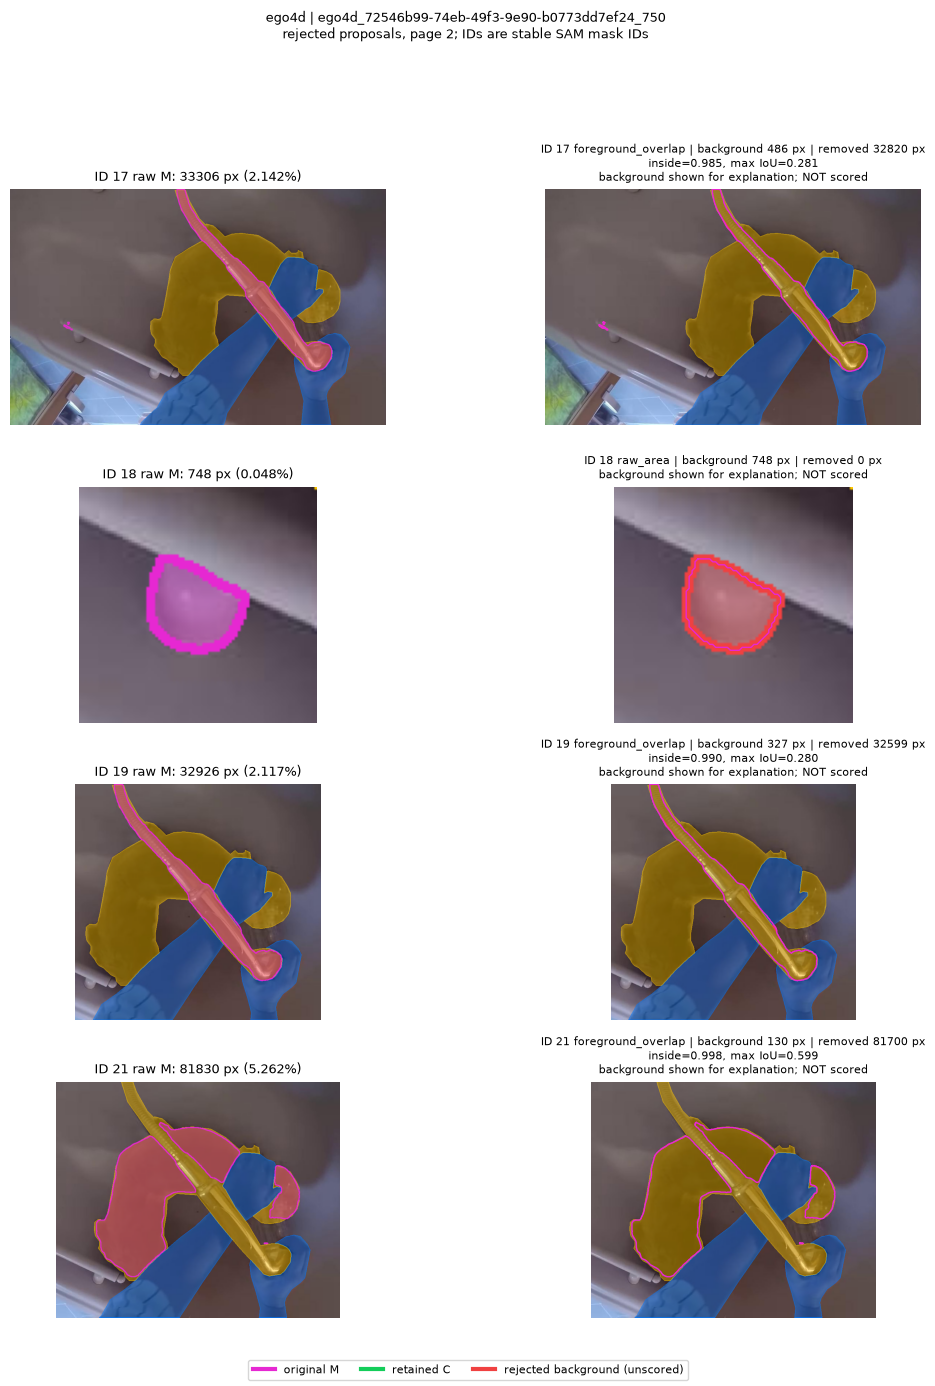 ego4d | ego4d_72546b99-74eb-49f3-9e90-b0773dd7ef24_750
rejected proposals, page 2; IDs are stable SAM mask IDs
ID 17 raw M: 33306 px (2.142%)
ID 17 foreground_overlap | background 486 px | removed 32820 px
inside=0.985, max IoU=0.281
background shown for explanation; NOT scored
ID 18 raw M: 748 px (0.048%)
ID 18 raw_area | background 748 px | removed 0 px
background shown for explanation; NOT scored
ID 19 raw M: 32926 px (2.117%)
ID 19 foreground_overlap | background 327 px | removed 32599 px
inside=0.990, max IoU=0.280
background shown for explanation; NOT scored
ID 21 raw M: 81830 px (5.262%)
ID 21 foreground_overlap | background 130 px | removed 81700 px
inside=0.998, max IoU=0.599
background shown for explanation; NOT scored
original M
retained C
rejected background (unscored)